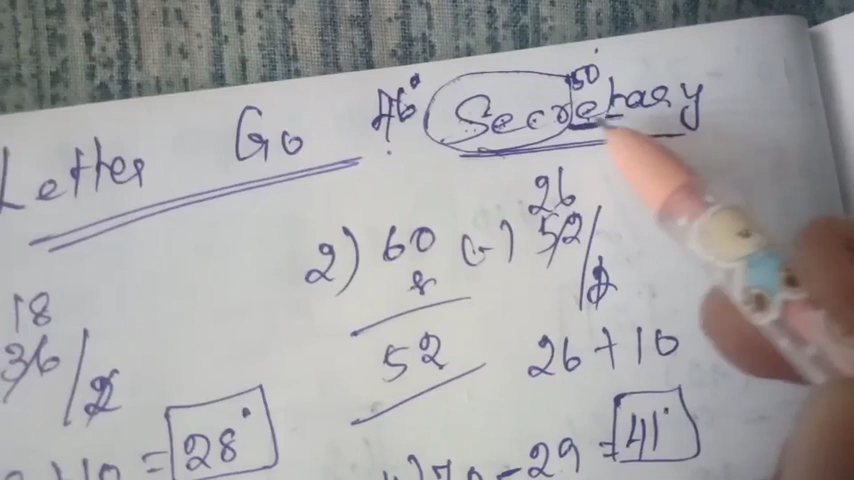 Letter Go 46° Secretary
50
18
36/2
= 28°
2) 60 (-) 52/2
26
8
52
26 + 10
- 29 = 41°